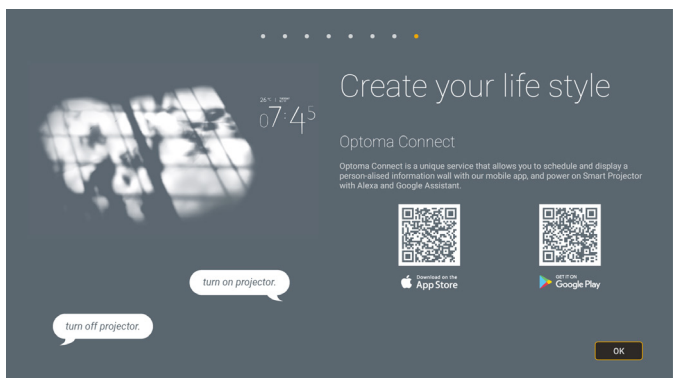 Create your life style
07:45
Optoma Connect
Optoma Connect is a unique service that allows you to schedule and display a
person-alised information wall with our mobile app, and power on Smart Projector
with Alexa and Google Assistant.
turn on projector.
Download on the
App Store
GET IT ON
Google Play
turn off projector.
OK